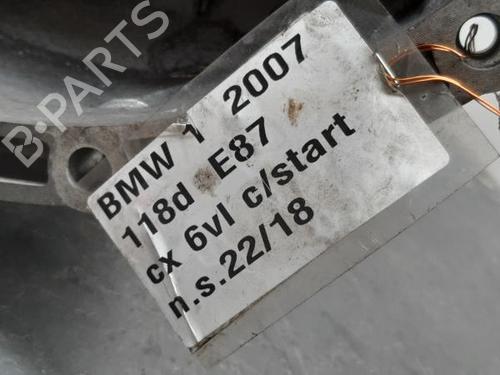 BMW 1 2007
118d E87
cx 6vl c/start
n.s.22/18
B-PARTS